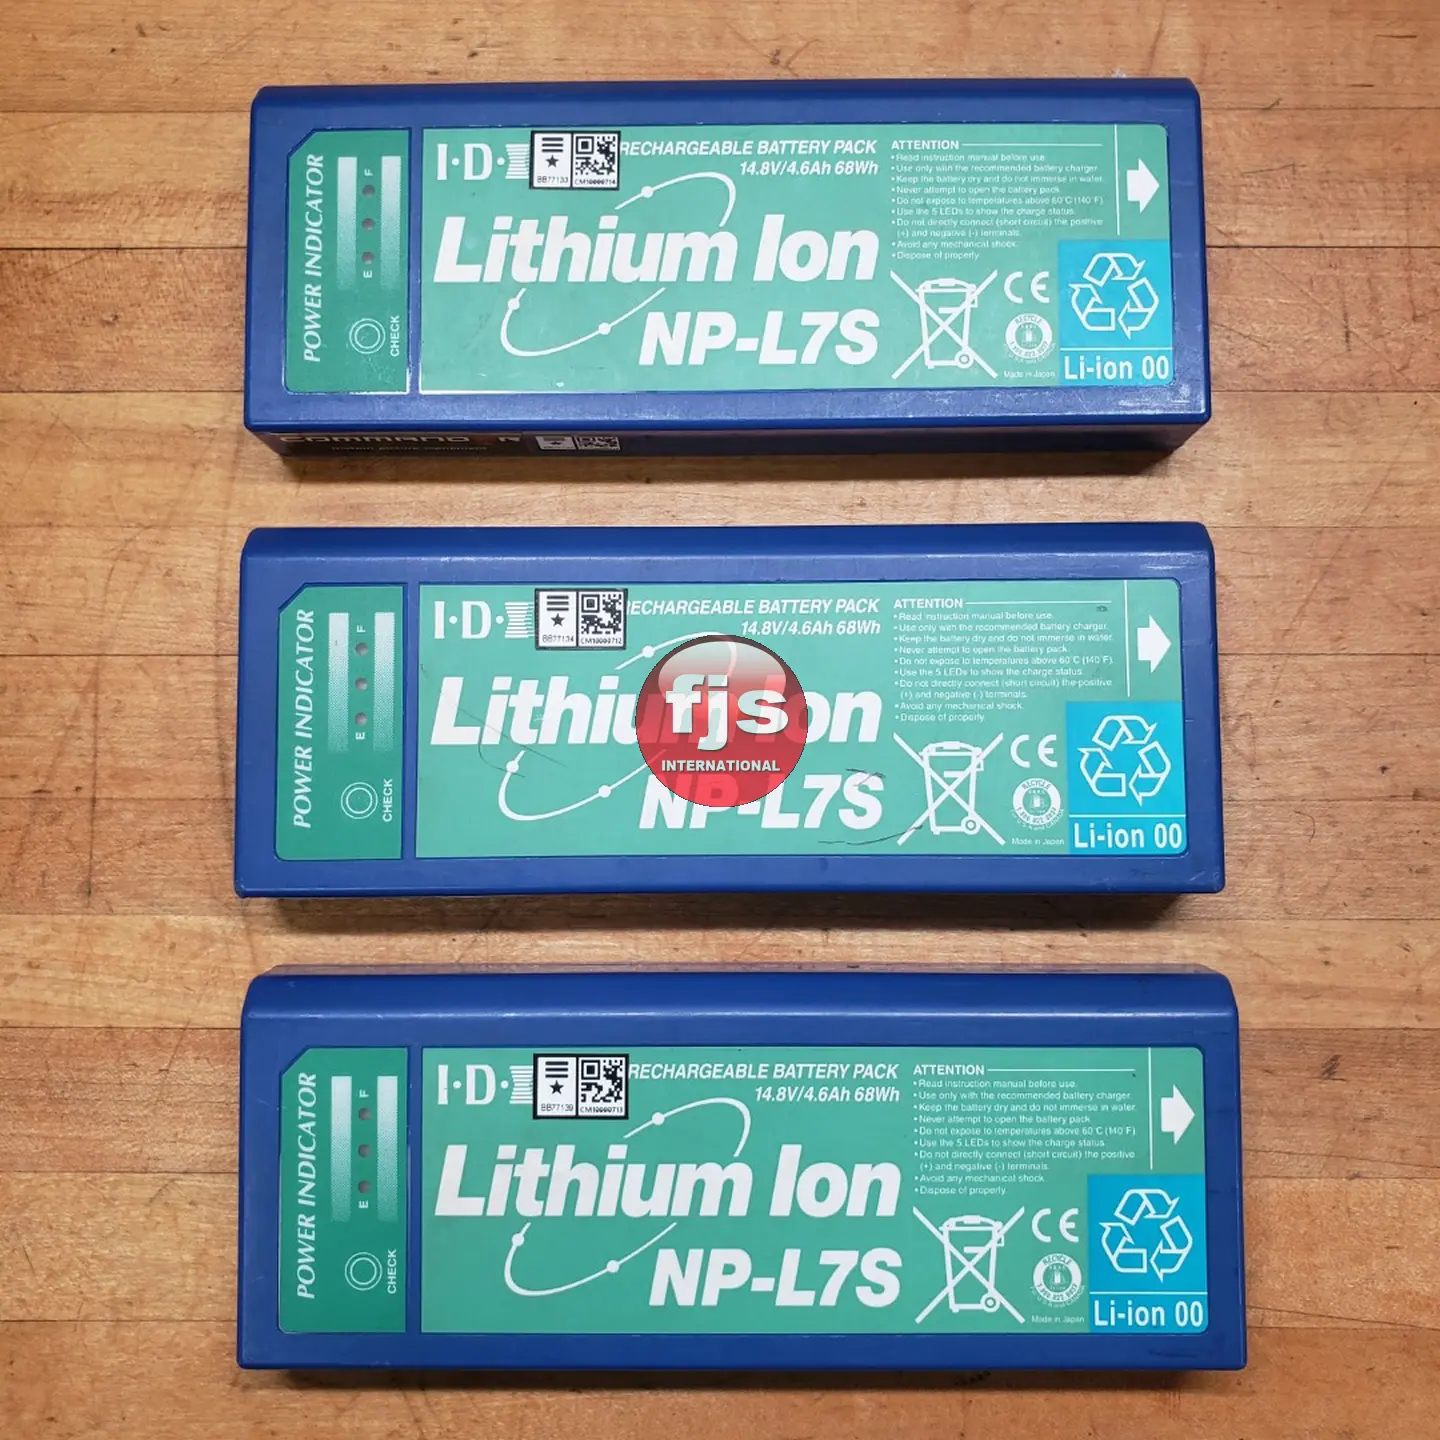 I·D·
BB77133
CM10000714
RECHARGEABLE BATTERY PACK
14.8V/4.6Ah 68Wh
Lithium Ion
NP-L7S
POWER INDICATOR
F
E
CHECK
ATTENTION
• Read instruction manual before use.
• Use only with the recommended battery charger.
• Keep the battery dry and do not immerse in water.
• Never attempt to open the battery pack.
• Do not expose to temperatures above 60°C (140°F).
• Use the 5 LEDs to show the charge status.
• Do not directly connect (short circuit) the positive
(+) and negative (-) terminals.
• Avoid any mechanical shock.
• Dispose of properly.
CE
RECYCLE
Made in Japan
Li-ion 00
I·D·
BB77134
CM10000712
RECHARGEABLE BATTERY PACK
14.8V/4.6Ah 68Wh
Lithium Ion
NP-L7S
POWER INDICATOR
F
E
CHECK
ATTENTION
• Read instruction manual before use.
• Use only with the recommended battery charger.
• Keep the battery dry and do not immerse in water.
• Never attempt to open the battery pack.
• Do not expose to temperatures above 60°C (140°F).
• Use the 5 LEDs to show the charge status.
• Do not directly connect (short circuit) the positive
(+) and negative (-) terminals.
• Avoid any mechanical shock.
• Dispose of properly.
CE
RECYCLE
Made in Japan
Li-ion 00
fjs
INTERNATIONAL
I·D·
BB77139
CM10000713
RECHARGEABLE BATTERY PACK
14.8V/4.6Ah 68Wh
Lithium Ion
NP-L7S
POWER INDICATOR
F
E
CHECK
ATTENTION
• Read instruction manual before use.
• Use only with the recommended battery charger.
• Keep the battery dry and do not immerse in water.
• Never attempt to open the battery pack.
• Do not expose to temperatures above 60°C (140°F).
• Use the 5 LEDs to show the charge status.
• Do not directly connect (short circuit) the positive
(+) and negative (-) terminals.
• Avoid any mechanical shock.
• Dispose of properly.
CE
RECYCLE
Made in Japan
Li-ion 00